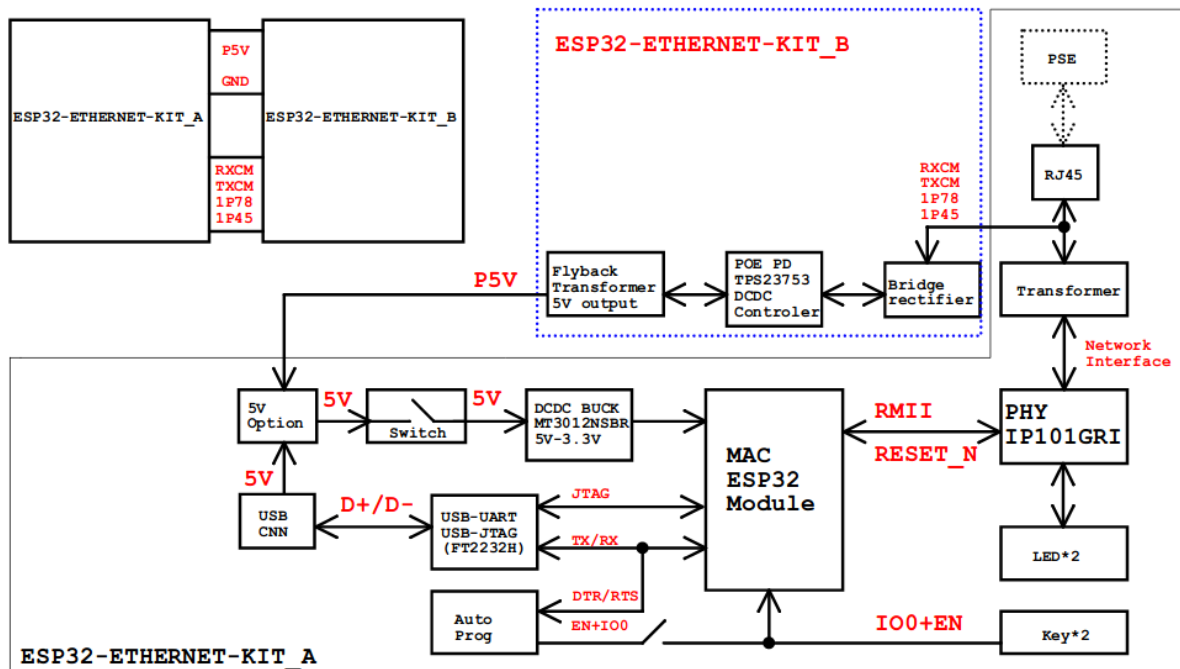 ESP32-ETHERNET-KIT_A
P5V
GND
RXCM
TXCM
1P78
1P45
ESP32-ETHERNET-KIT_B
ESP32-ETHERNET-KIT_B
PSE
RJ45
RXCM
TXCM
1P78
1P45
P5V
Flyback
Transformer
5V output
POE PD
TPS23753
DCDC
Controler
Bridge
rectifier
Transformer
Network
Interface
5V
Option
5V
Switch
5V
DCDC BUCK
MT3012NSBR
5V-3.3V
MAC
ESP32
Module
RMII
RESET_N
PHY
IP101GRI
5V
USB
CNN
D+/D-
USB-UART
USB-JTAG
(FT2232H)
JTAG
TX/RX
LED*2
Auto
Prog
DTR/RTS
EN+IO0
IO0+EN
Key*2
ESP32-ETHERNET-KIT_A